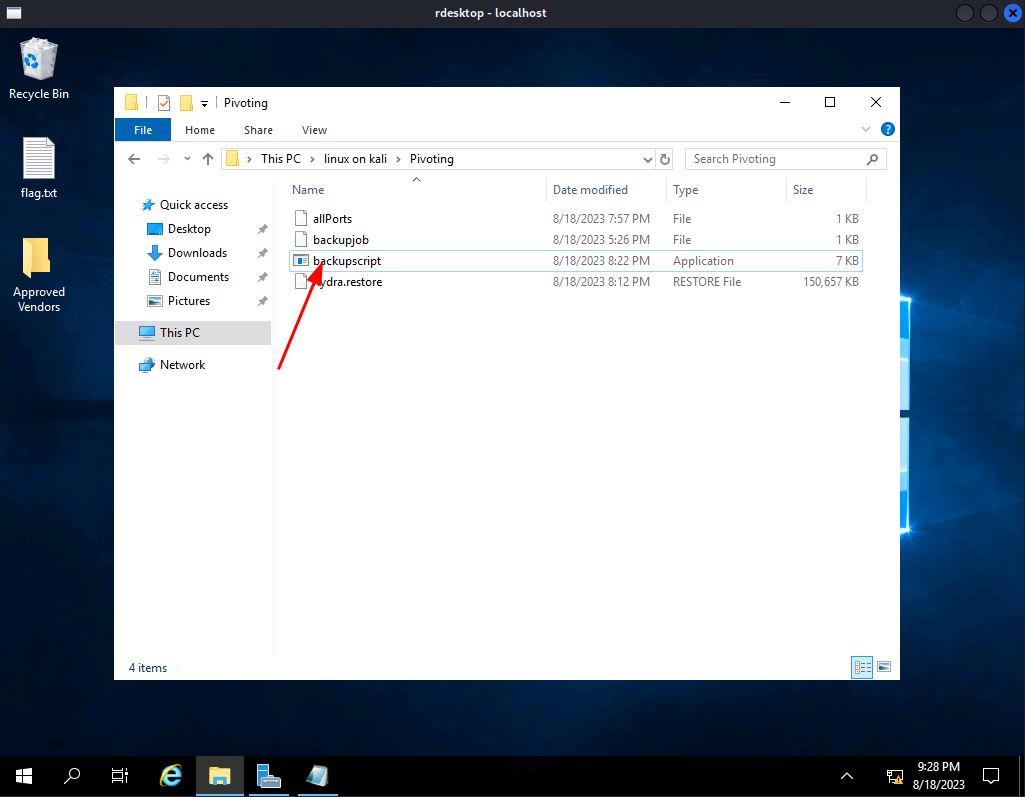 rdesktop - localhost
Recycle Bin
flag.txt
Approved
Vendors
Pivoting
File Home Share View
This PC > linux on kali > Pivoting
Search Pivoting
Name Date modified Type Size
allPorts 8/18/2023 7:57 PM File 1 KB
backupjob 8/18/2023 5:26 PM File 1 KB
backupscript 8/18/2023 8:22 PM Application 7 KB
ydra.restore 8/18/2023 8:12 PM RESTORE File 150,657 KB
Quick access
Desktop
Downloads
Documents
Pictures
This PC
Network
4 items
9:28 PM
8/18/2023